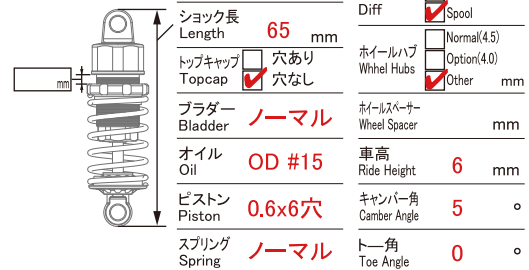 ショック長
Length 65 mm
トップキャップ 穴あり
Topcap 穴なし
ブラダー
Bladder ノーマル
オイル
Oil OD #15
ピストン
Piston 0.6x6穴
スプリング
Spring ノーマル
mm
Diff Spool
ホイールハブ
Whhel Hubs
Normal(4.5)
Option(4.0)
Other mm
ホイールスペーサー
Wheel Spacer mm
車高
Ride Height 6 mm
キャンバー角
Camber Angle 5 °
トー角
Toe Angle 0 °